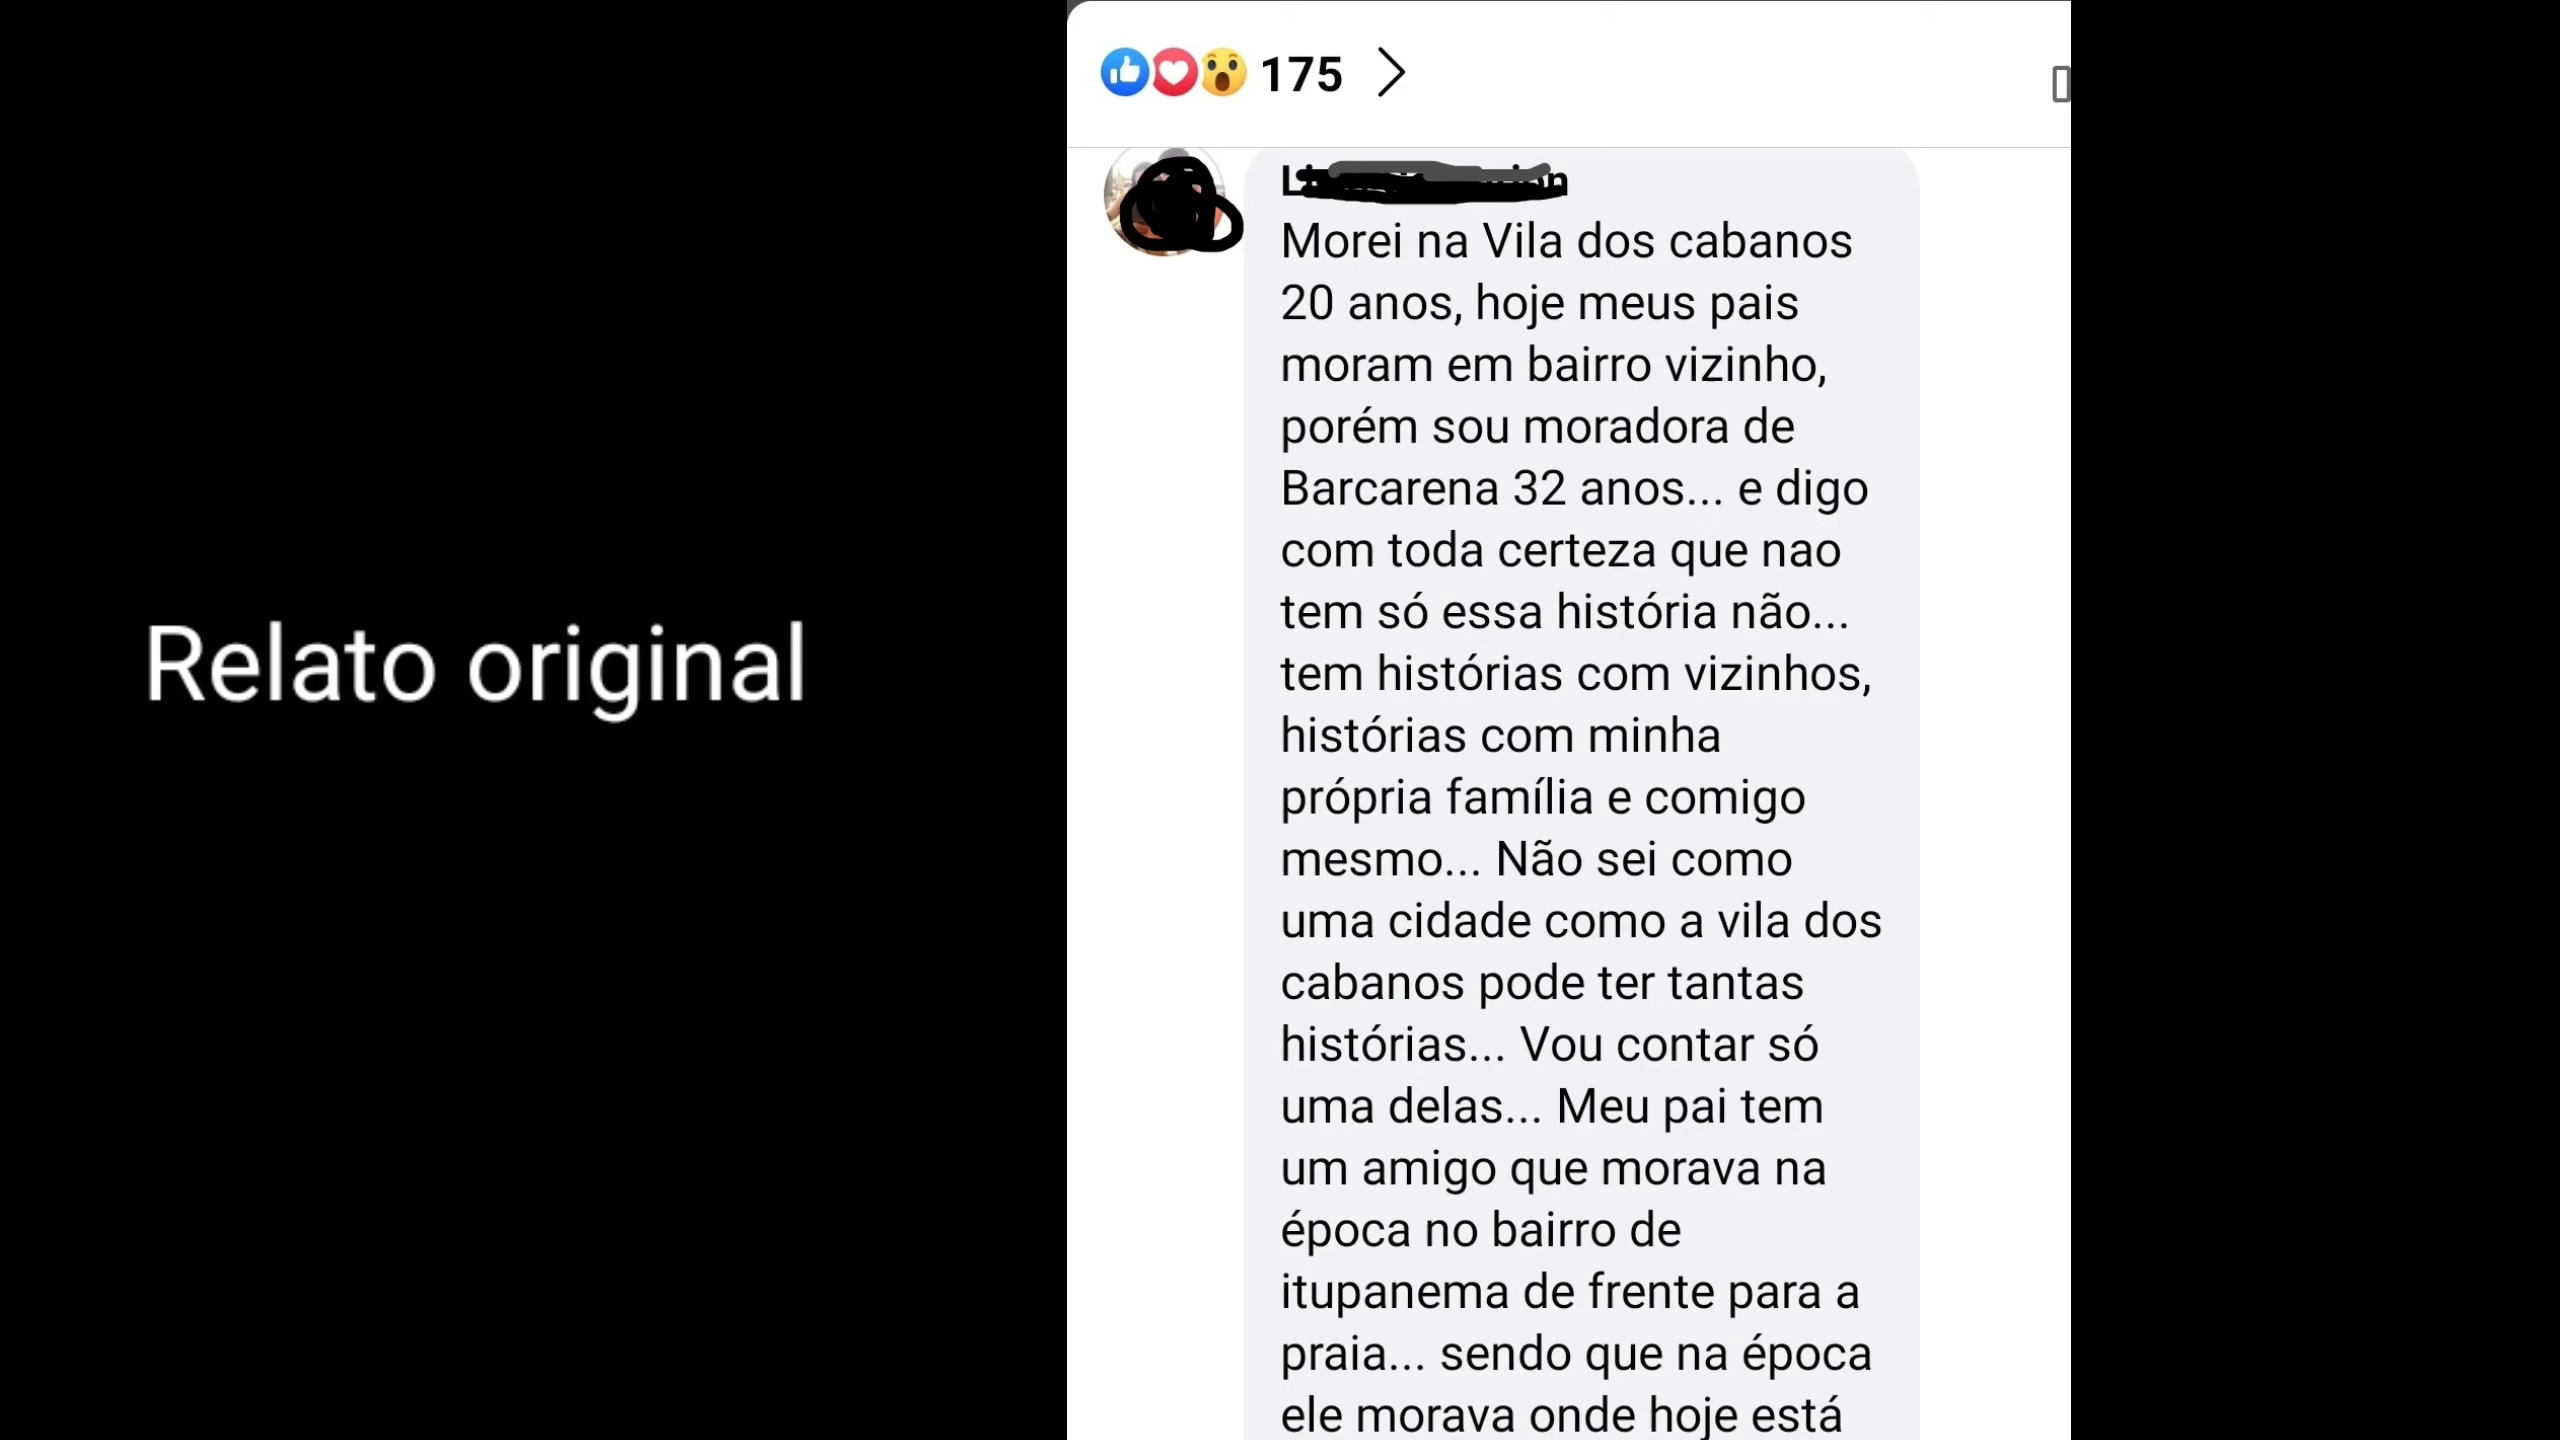 Relato original
175
Morei na Vila dos cabanos
20 anos, hoje meus pais
moram em bairro vizinho,
porém sou moradora de
Barcarena 32 anos... e digo
com toda certeza que nao
tem só essa história não...
tem histórias com vizinhos,
histórias com minha
própria família e comigo
mesmo... Não sei como
uma cidade como a vila dos
cabanos pode ter tantas
histórias... Vou contar só
uma delas... Meu pai tem
um amigo que morava na
época no bairro de
itupanema de frente para a
praia... sendo que na época
ele morava onde hoje está